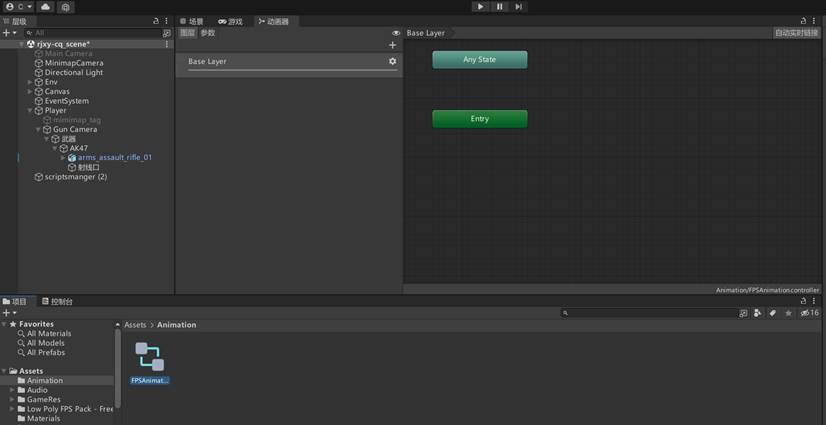 C
层级
All
rjxy-cq_scene*
Main Camera
MinimapCamera
Directional Light
Env
Canvas
EventSystem
Player
mimimap_tag
Gun Camera
武器
AK47
arms_assault_rifle_01
射线口
scriptsmanger (2)
场景 游戏 动画器
图层 参数
Base Layer
Base Layer
自动实时链接
Any State
Entry
Animation/FPSAnimation.controller
项目 控制台
16
Favorites
All Materials
All Models
All Prefabs
Assets
Animation
Audio
GameRes
Low Poly FPS Pack - Free
Materials
Assets > Animation
FPSAnimat...